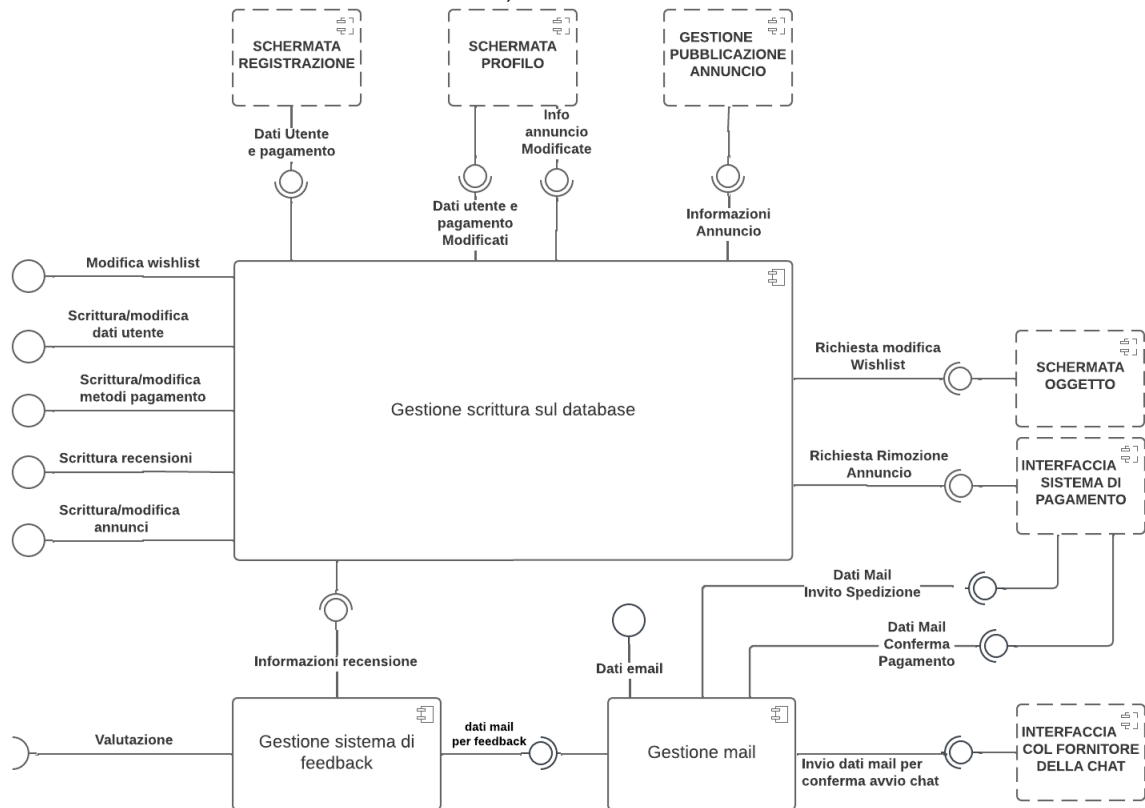 SCHERMATA
REGISTRAZIONE
SCHERMATA
PROFILO
GESTIONE
PUBBLICAZIONE
ANNUNCIO
Dati Utente
e pagamento
Info
annuncio
Modificate
Dati utente e
pagamento
Modificati
Informazioni
Annuncio
Modifica wishlist
Scrittura/modifica
dati utente
Scrittura/modifica
metodi pagamento
Scrittura recensioni
Scrittura/modifica
annunci
Gestione scrittura sul database
Richiesta modifica
Wishlist
SCHERMATA
OGGETTO
Richiesta Rimozione
Annuncio
INTERFACCIA
SISTEMA DI
PAGAMENTO
Dati Mail
Invito Spedizione
Dati Mail
Conferma
Pagamento
Informazioni recensione
Dati email
Valutazione
Gestione sistema di
feedback
dati mail
per feedback
Gestione mail
Invio dati mail per
conferma avvio chat
INTERFACCIA
COL FORNITORE
DELLA CHAT